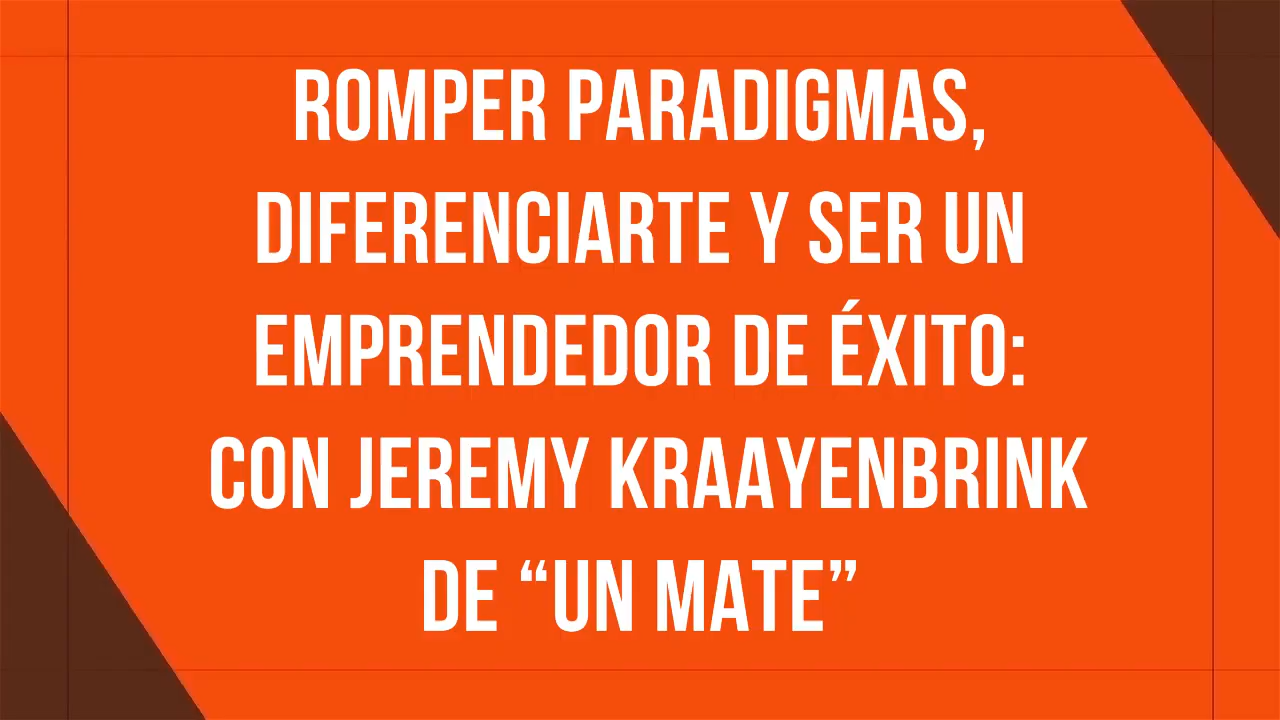 ROMPER PARADIGMAS,
DIFERENCIARTE Y SER UN
EMPRENDEDOR DE ÉXITO:
CON JEREMY KRAAYENBRINK
DE “UN MATE”